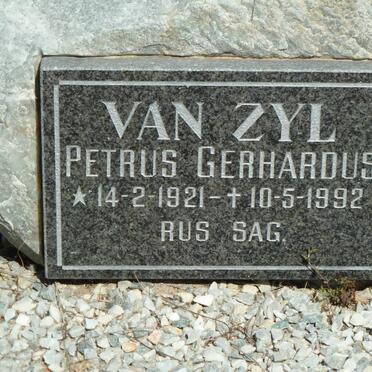 VAN ZYL
PETRUS GERHARDUS
★14-2-1921-✝10-5-1992
RUS SAG.